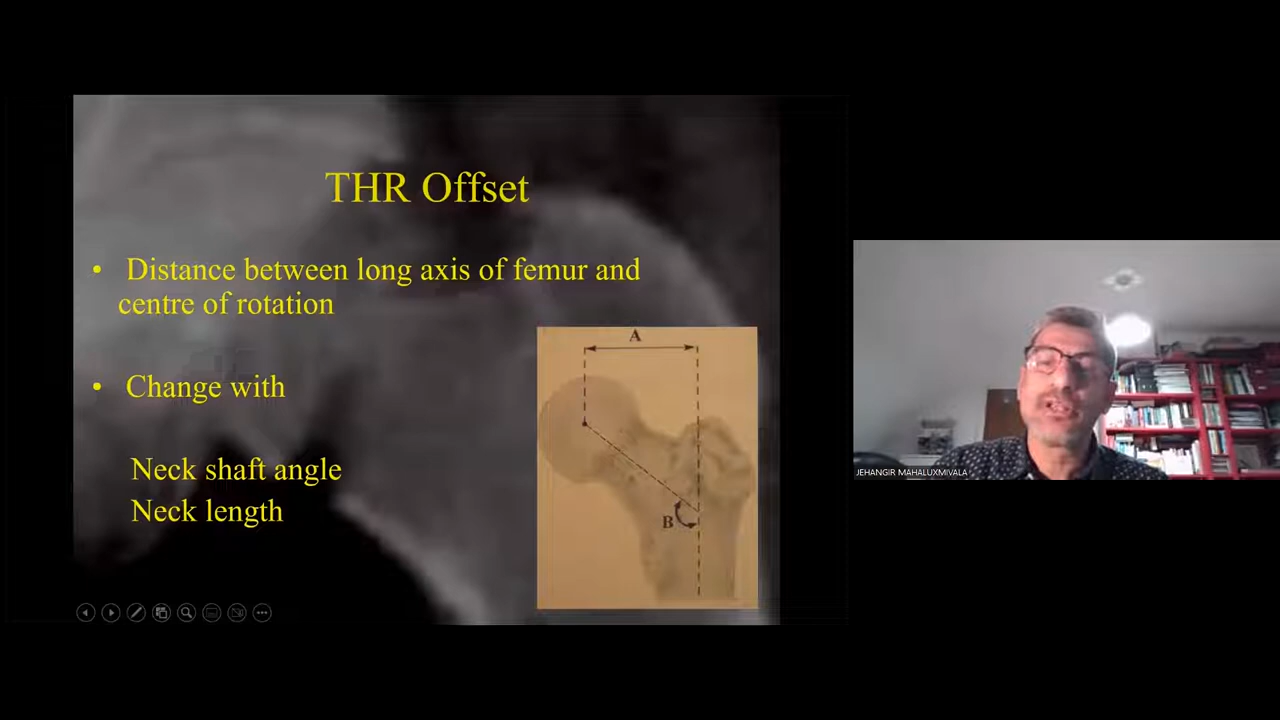 THR Offset
• Distance between long axis of femur and
centre of rotation
• Change with
Neck shaft angle
Neck length
A
B
JEHANGIR MAHALUXMIVALA